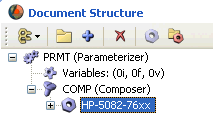 Document Structure
PRMT (Parameterizer)
Variables: (0i, 0f, 0v)
COMP (Composer)
HP-5082-76xx